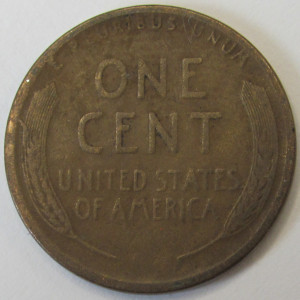 E·PLURIBUS·UNUM
ONE
CENT
UNITED STATES
OF AMERICA